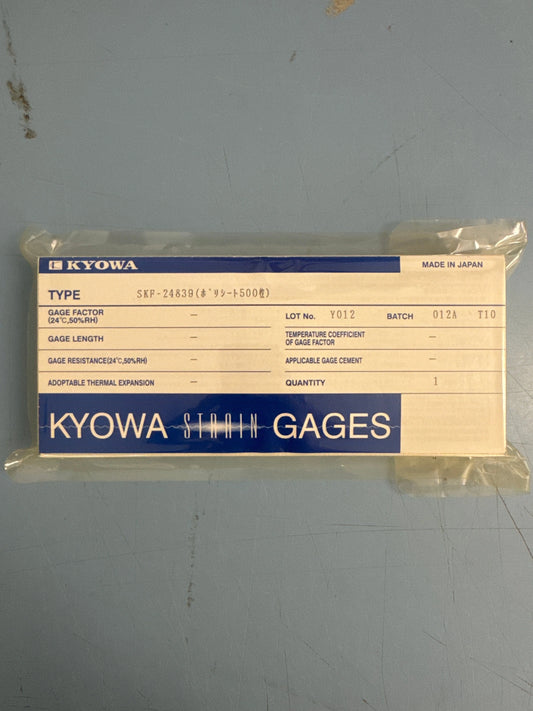 KYOWA
MADE IN JAPAN
TYPE SKF-24839(ﾎﾟﾘシート500枚)
GAGE FACTOR
(24℃,50%RH) —
LOT No. Y012 BATCH 012A T10
GAGE LENGTH —
TEMPERATURE COEFFICIENT
OF GAGE FACTOR —
GAGE RESISTANCE(24℃,50%RH) —
APPLICABLE GAGE CEMENT —
ADOPTABLE THERMAL EXPANSION —
QUANTITY 1
KYOWA STRAIN GAGES